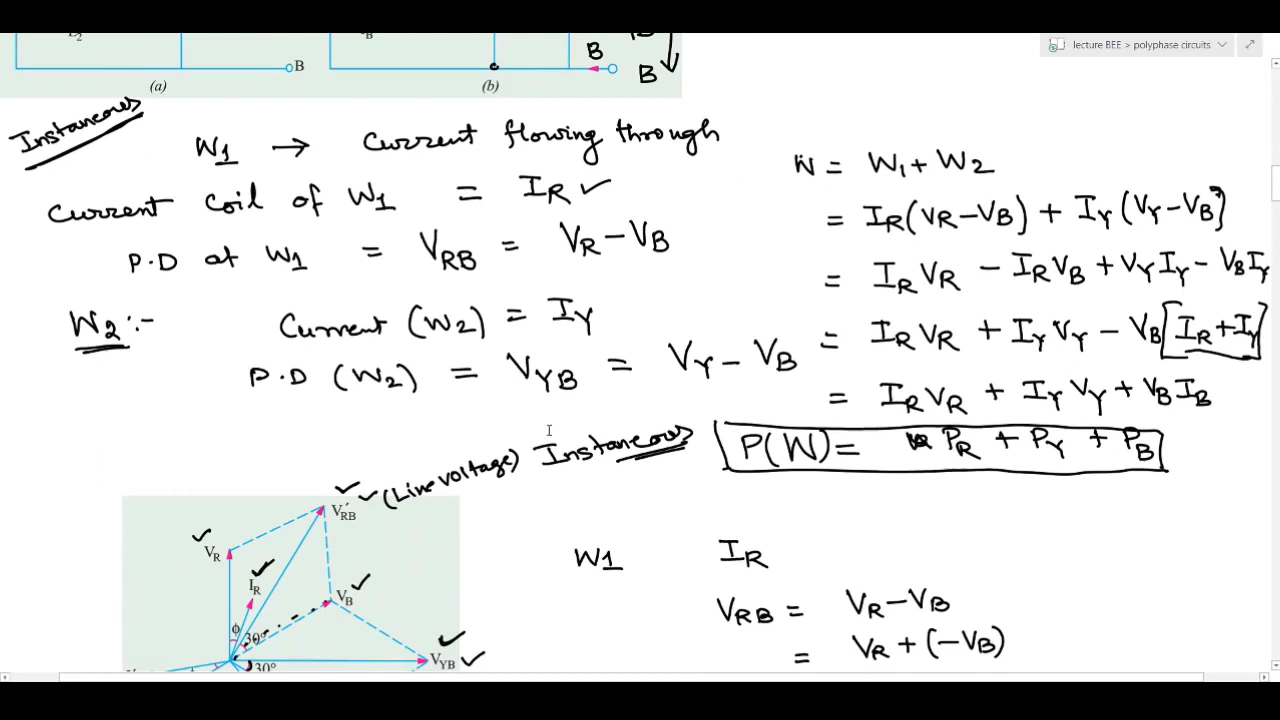 lecture BEE > polyphase circuits
L2
B
B
B
B
(a)
(b)
Instaneous
W1 → Current flowing through
Current coil of W1 = IR ✓
P.D at W1 = VRB = VR - VB
W2 :-
Current (W2) = IY
P.D (W2) = VYB = VY - VB
W = W1 + W2
= IR(VR-VB) + IY(VY-VB)
= IRVR - IRVB + VYIY - VBIY
= IRVR + IYVY - VB[IR+IY]
= IRVR + IYVY + VBIB
P(W) = PR + PY + PB
(Line voltage) Instaneous
VRB
VR
IR
VB
ϕ
30°
VYB
30°
W1 IR
VRB = VR-VB
= VR + (-VB)